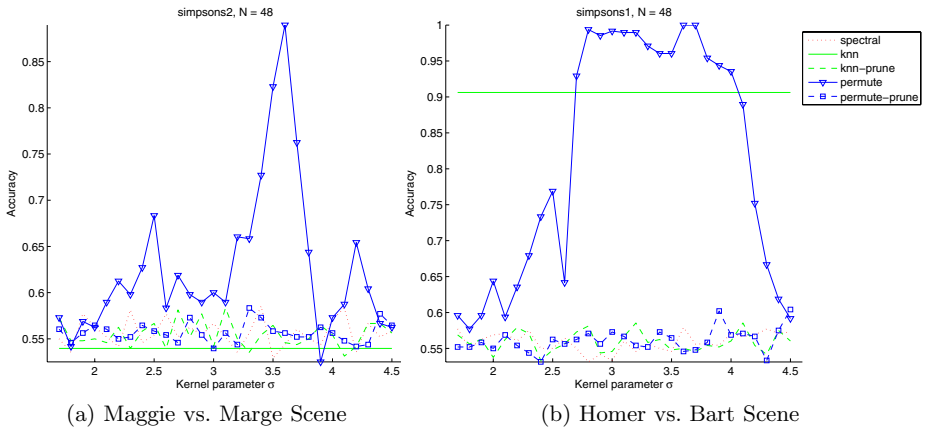 simpsons2, N = 48
0.85
0.8
0.75
0.7
0.65
0.6
0.55
Accuracy
2
2.5
3
3.5
4
4.5
Kernel parameter σ
(a) Maggie vs. Marge Scene
simpsons1, N = 48
1
0.95
0.9
0.85
0.8
0.75
0.7
0.65
0.6
0.55
Accuracy
2
2.5
3
3.5
4
4.5
Kernel parameter σ
(b) Homer vs. Bart Scene
spectral
knn
knn-prune
permute
permute-prune